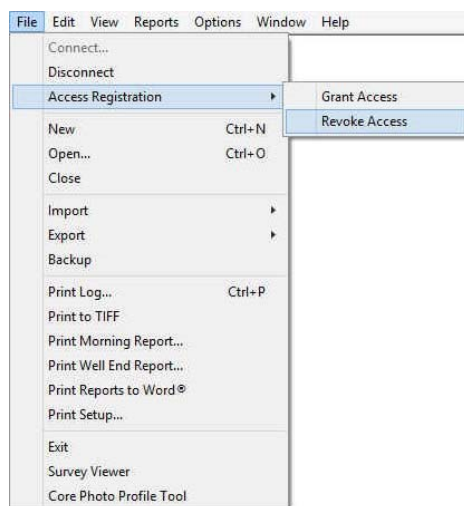 File Edit View Reports Options Window Help
Connect...
Disconnect
Access Registration
Grant Access
Revoke Access
New Ctrl+N
Open... Ctrl+O
Close
Import
Export
Backup
Print Log... Ctrl+P
Print to TIFF
Print Morning Report...
Print Well End Report...
Print Reports to Word®
Print Setup...
Exit
Survey Viewer
Core Photo Profile Tool